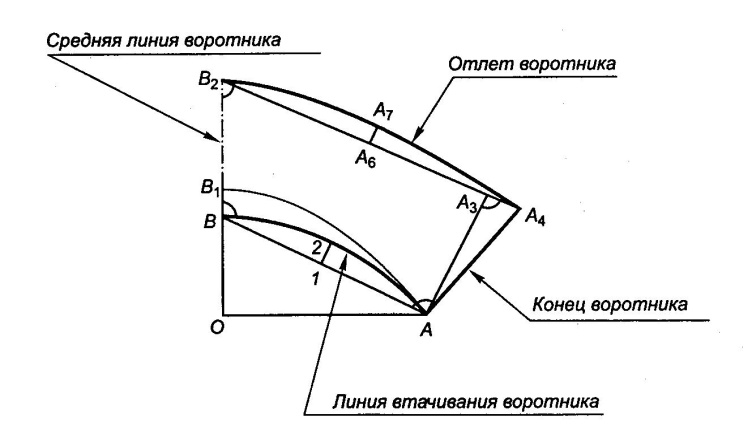 Средняя линия воротника
Отлет воротника
B₂
A₇
A₆
B₁
A₃
A₄
B
2
1
Конец воротника
O
A
Линия втачивания воротника